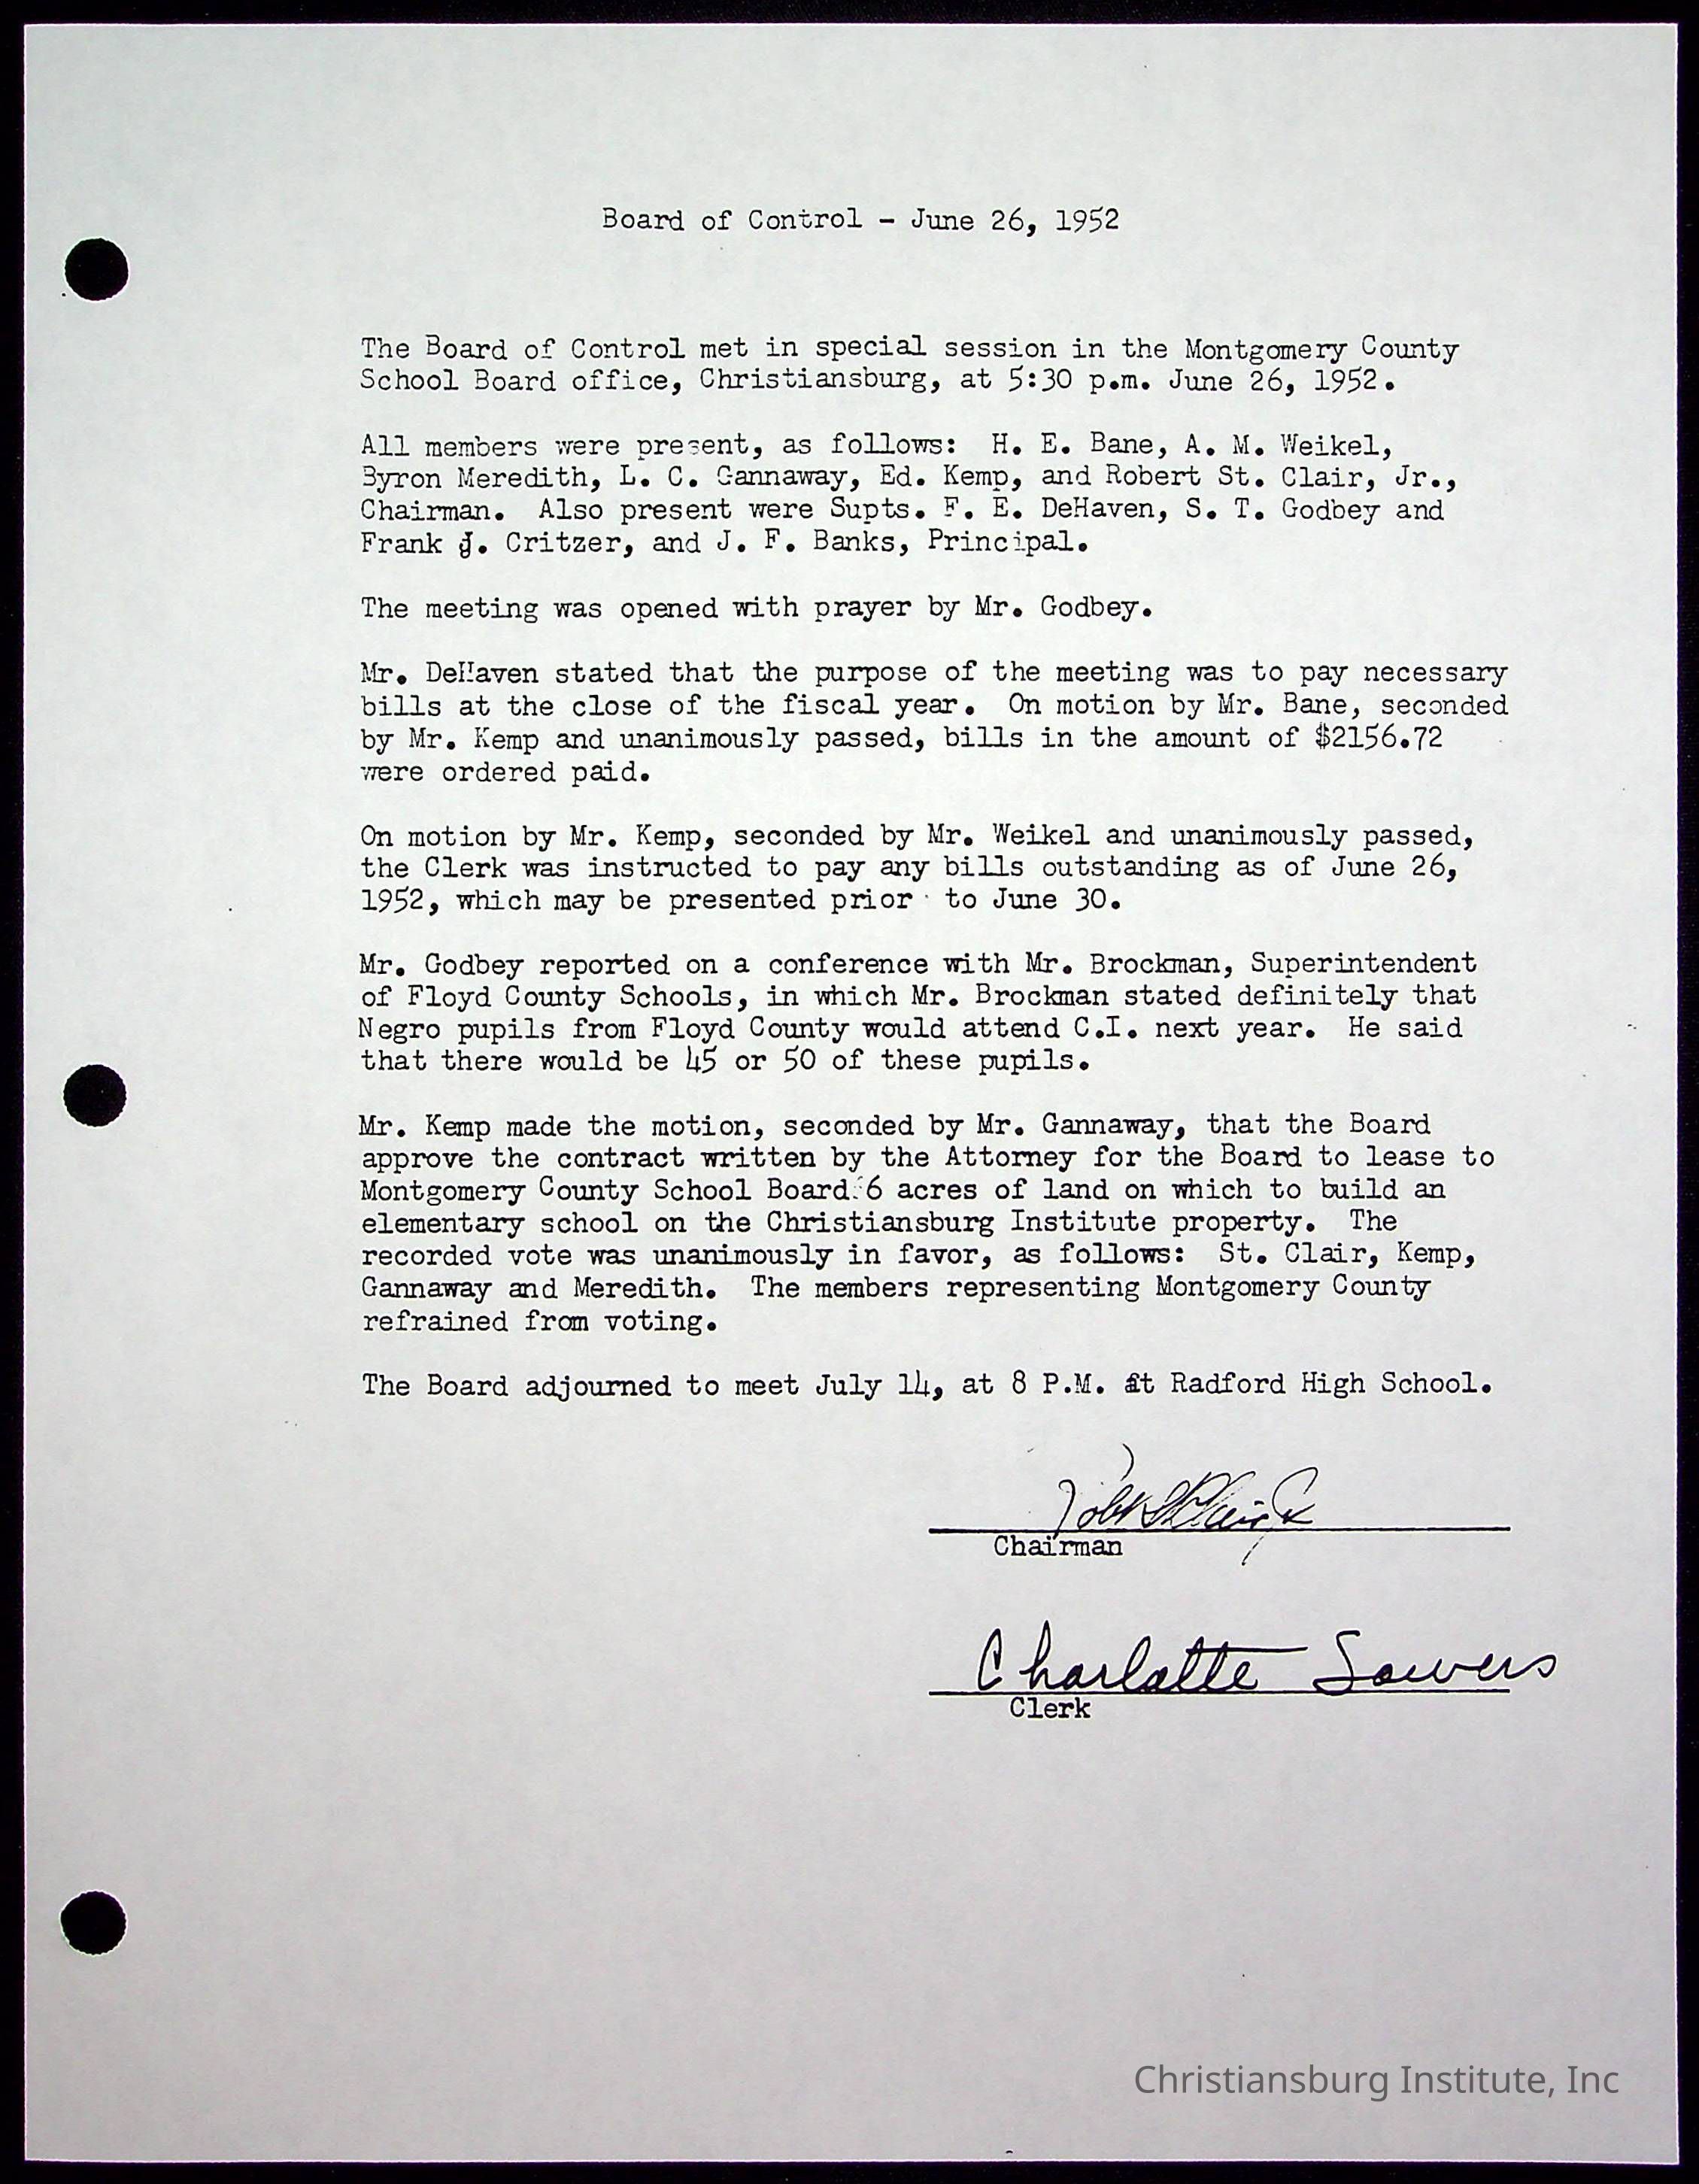 Board of Control - June 26, 1952
The Board of Control met in special session in the Montgomery County
School Board office, Christiansburg, at 5:30 p.m. June 26, 1952.
All members were present, as follows: H. E. Bane, A. M. Weikel,
Byron Meredith, L. C. Gannaway, Ed. Kemp, and Robert St. Clair, Jr.,
Chairman. Also present were Supts. F. E. DeHaven, S. T. Godbey and
Frank J. Critzer, and J. F. Banks, Principal.
The meeting was opened with prayer by Mr. Godbey.
Mr. DeHaven stated that the purpose of the meeting was to pay necessary
bills at the close of the fiscal year. On motion by Mr. Bane, seconded
by Mr. Kemp and unanimously passed, bills in the amount of $2156.72
were ordered paid.
On motion by Mr. Kemp, seconded by Mr. Weikel and unanimously passed,
the Clerk was instructed to pay any bills outstanding as of June 26,
1952, which may be presented prior to June 30.
Mr. Godbey reported on a conference with Mr. Brockman, Superintendent
of Floyd County Schools, in which Mr. Brockman stated definitely that
Negro pupils from Floyd County would attend C.I. next year. He said
that there would be 45 or 50 of these pupils.
Mr. Kemp made the motion, seconded by Mr. Gannaway, that the Board
approve the contract written by the Attorney for the Board to lease to
Montgomery County School Board 6 acres of land on which to build an
elementary school on the Christiansburg Institute property. The
recorded vote was unanimously in favor, as follows: St. Clair, Kemp,
Gannaway and Meredith. The members representing Montgomery County
refrained from voting.
The Board adjourned to meet July 14, at 8 P.M. at Radford High School.
Chairman
Charlotte Sowers
Clerk
Christiansburg Institute, Inc